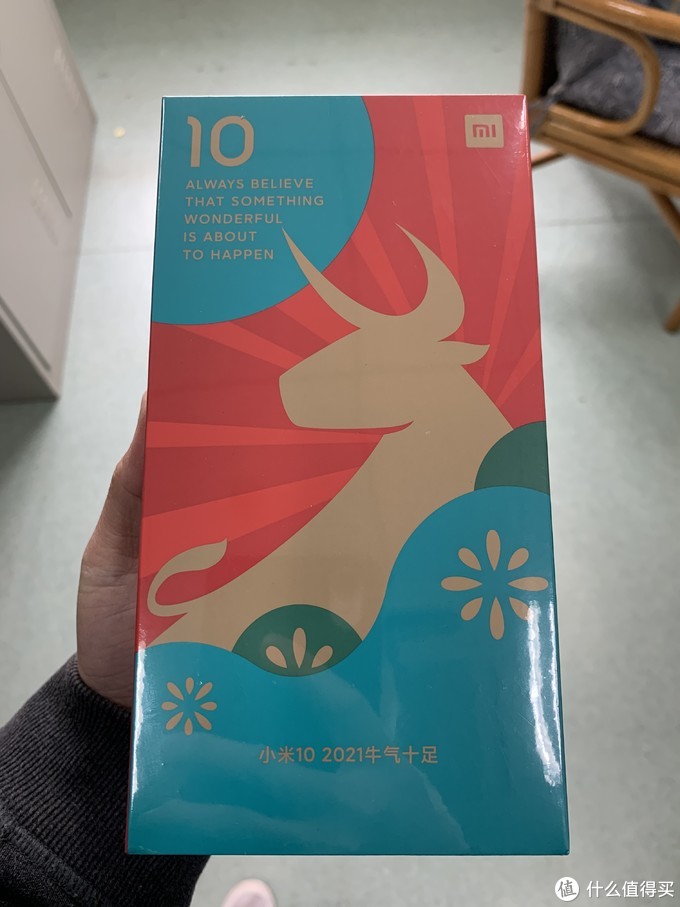 10
mi
ALWAYS BELIEVE
THAT SOMETHING
WONDERFUL
IS ABOUT
TO HAPPEN
小米10 2021牛气十足
值 什么值得买